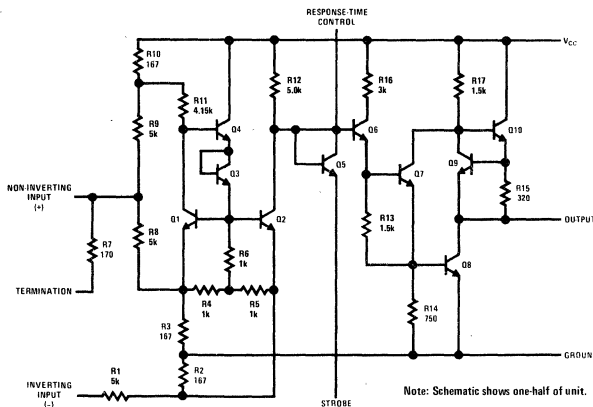 RESPONSE-TIME
CONTROL
VCC
R10
167
R11
4.15k
R12
5.0k
R16
3k
R17
1.5k
Q4
Q10
R9
5k
Q6
Q3
Q5
Q7
Q9
R15
320
NON-INVERTING
INPUT
(+)
Q1
Q2
R13
1.5k
OUTPUT
R7
170
R8
5k
R6
1k
Q8
TERMINATION
R4
1k
R5
1k
R14
750
R3
167
GROUN
R2
167
R1
5k
INVERTING
INPUT
(–)
STROBE
Note: Schematic shows one-half of unit.